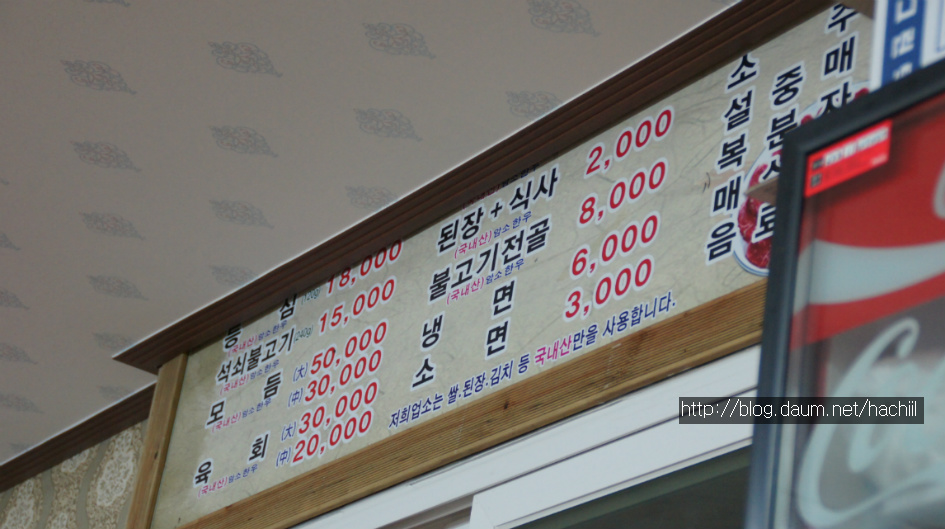 등 심 18,000
(국내산)암소한우
석쇠불고기(240g) 15,000
(국내산)암소한우
모 듬 (大) 50,000
(국내산)암소한우 (中) 30,000
육 회 (大) 30,000
(국내산)암소한우 (中) 20,000
된장+식사 2,000
(국내산)암소한우
불고기전골 8,000
(국내산)암소한우
냉 면 6,000
소 면 3,000
저희업소는 쌀.된장.김치 등 국내산만을 사용합니다.
소
설 중
복 분 매
매
음
http://blog.daum.net/hachiil